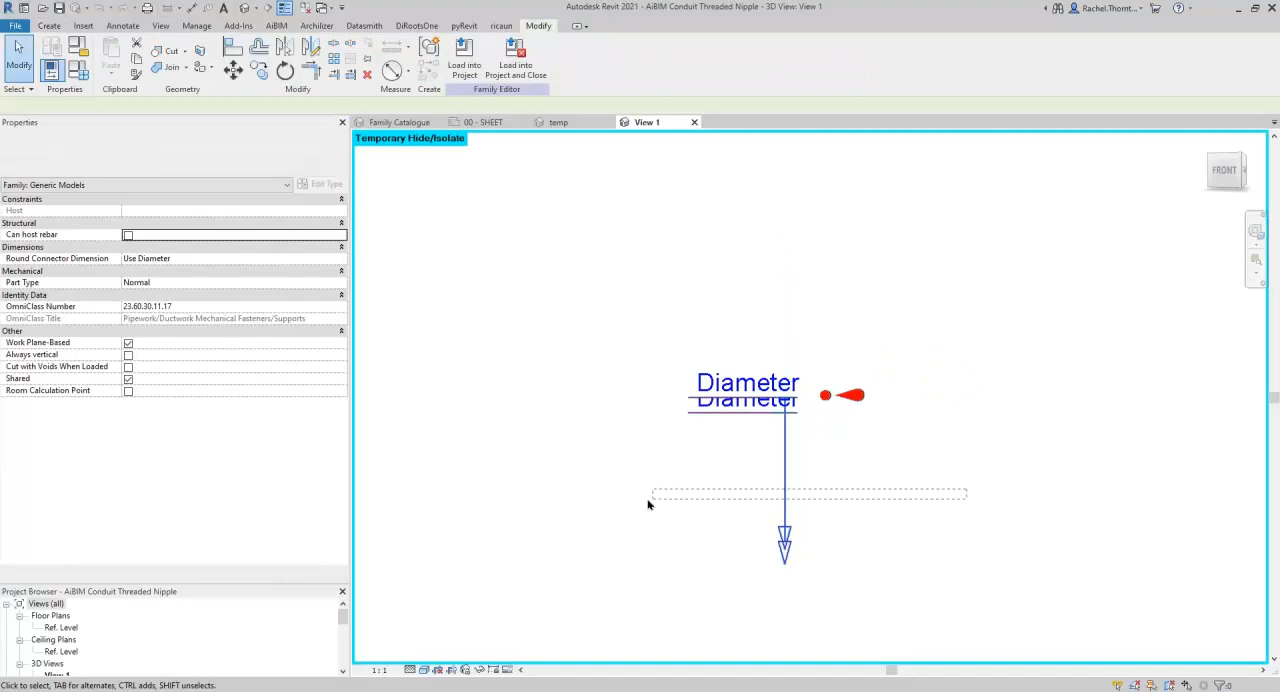 Autodesk Revit 2021 - AiBIM Conduit Threaded Nipple - 3D View: View 1
Rachel.Thornt...
File Create Insert Annotate View Manage Add-Ins AiBIM Archilizer Datasmith DiRootsOne pyRevit ricaun Modify
Modify
Paste
Cut
Join
Load into
Project
Load into
Project and Close
Select Properties Clipboard Geometry Modify Measure Create Family Editor
Properties
Family Catalogue
00 - SHEET
temp
View 1
Temporary Hide/Isolate
FRONT
Family: Generic Models
Edit Type
Constraints
Host
Structural
Can host rebar
Dimensions
Round Connector Dimension Use Diameter
Mechanical
Part Type Normal
Identity Data
OmniClass Number 23.60.30.11.17
OmniClass Title Pipework/Ductwork Mechanical Fasteners/Supports
Other
Work Plane-Based
Always vertical
Cut with Voids When Loaded
Shared
Room Calculation Point
Diameter
Diameter
Project Browser - AiBIM Conduit Threaded Nipple
Views (all)
Floor Plans
Ref. Level
Ceiling Plans
Ref. Level
3D Views
View 1
1 : 1
Click to select, TAB for alternates, CTRL adds, SHIFT unselects.
:0